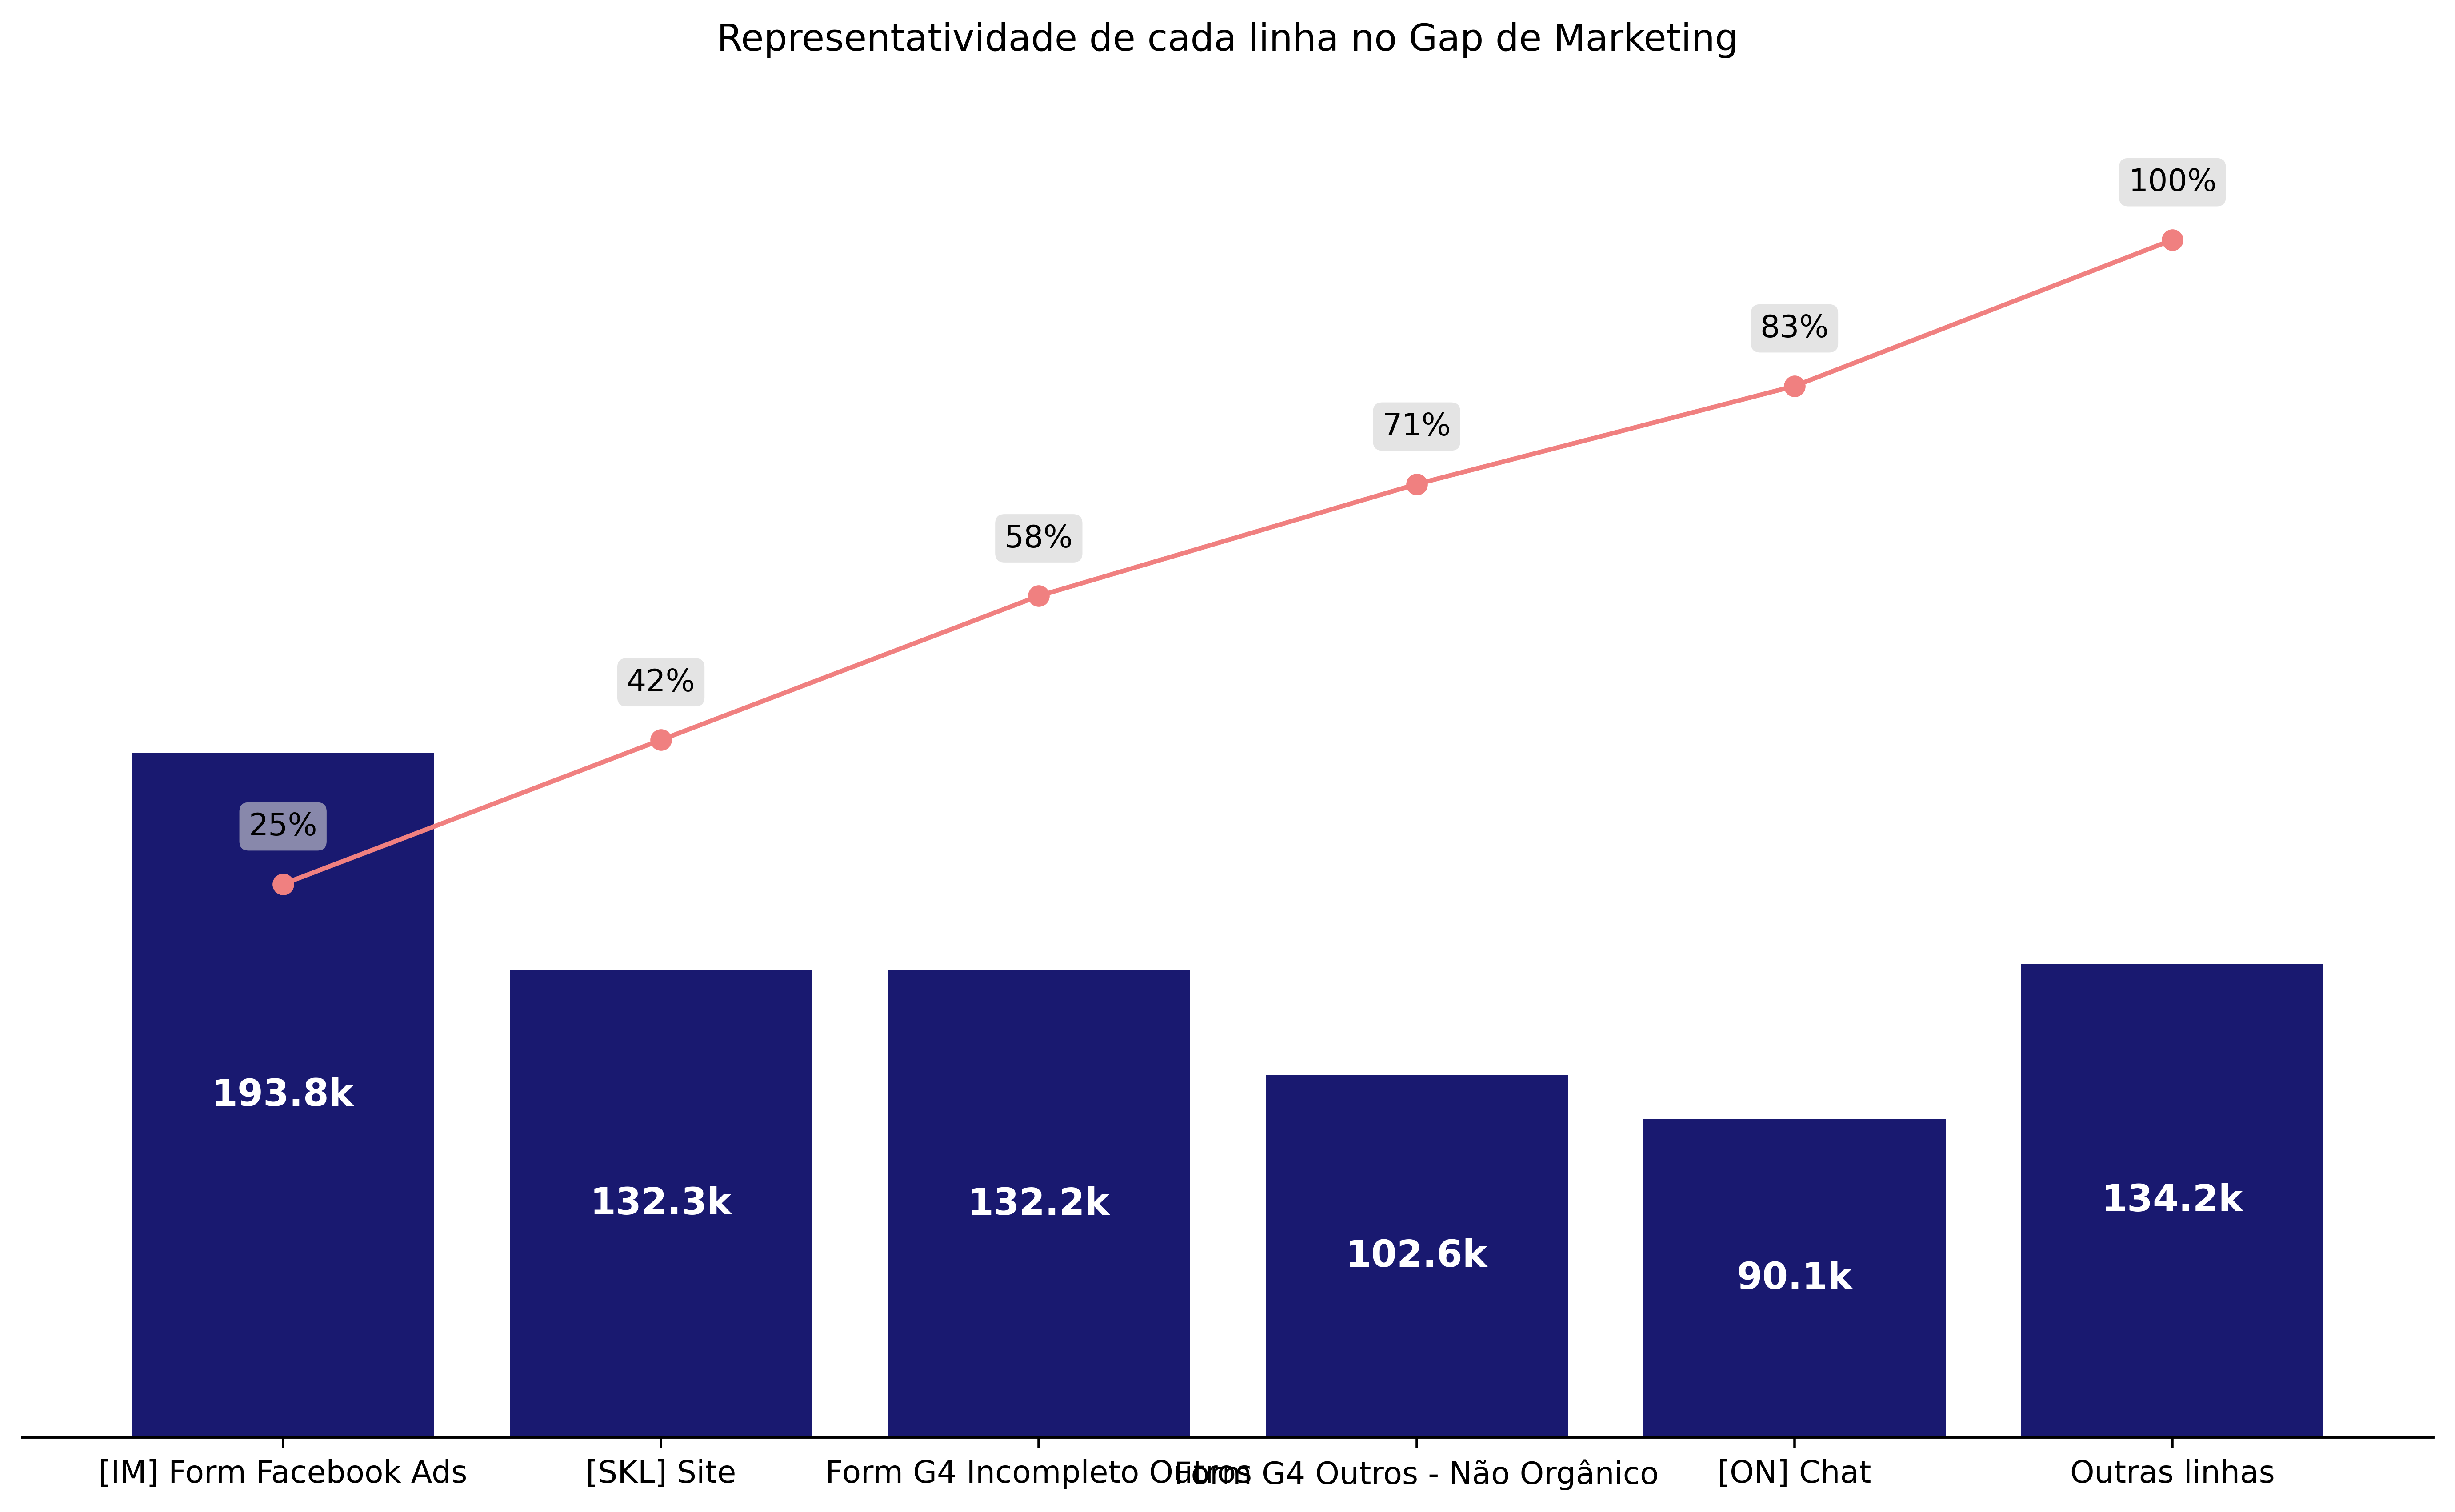 Representatividade de cada linha no Gap de Marketing
100%
83%
71%
58%
42%
25%
193.8k
132.3k
132.2k
102.6k
90.1k
134.2k
[IM] Form Facebook Ads
[SKL] Site
Form G4 Incompleto Outros
Form G4 Outros - Não Orgânico
[ON] Chat
Outras linhas